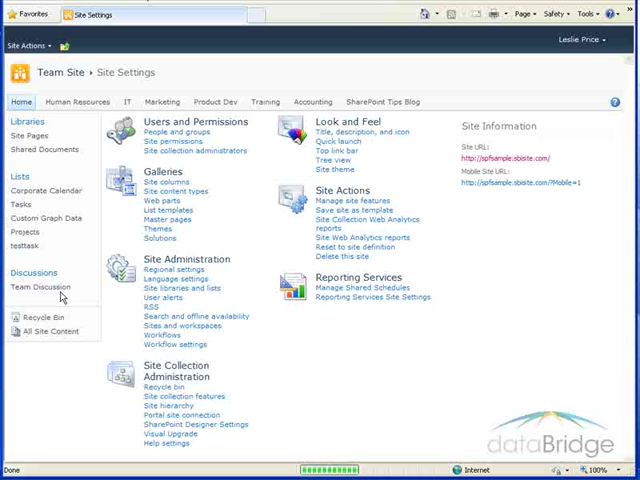 Favorites
Site Settings
Page
Safety
Tools
Site Actions
Leslie Price
Team Site ▸ Site Settings
Home
Human Resources
IT
Marketing
Product Dev
Training
Accounting
SharePoint Tips Blog
Libraries
Site Pages
Shared Documents
Lists
Corporate Calendar
Tasks
Custom Graph Data
Projects
testtask
Discussions
Team Discussion
Recycle Bin
All Site Content
Users and Permissions
People and groups
Site permissions
Site collection administrators
Galleries
Site columns
Site content types
Web parts
List templates
Master pages
Themes
Solutions
Site Administration
Regional settings
Language settings
Site libraries and lists
User alerts
RSS
Search and offline availability
Sites and workspaces
Workflows
Workflow settings
Site Collection
Administration
Recycle bin
Site collection features
Site hierarchy
Portal site connection
SharePoint Designer Settings
Visual Upgrade
Help settings
Look and Feel
Title, description, and icon
Quick launch
Top link bar
Tree view
Site theme
Site Actions
Manage site features
Save site as template
Site Collection Web Analytics
reports
Site Web Analytics reports
Reset to site definition
Delete this site
Reporting Services
Manage Shared Schedules
Reporting Services Site Settings
Site Information
Site URL:
http://spfsample.sbisite.com/
Mobile Site URL:
http://spfsample.sbisite.com/?Mobile=1
dataBridge
Done
Internet
100%